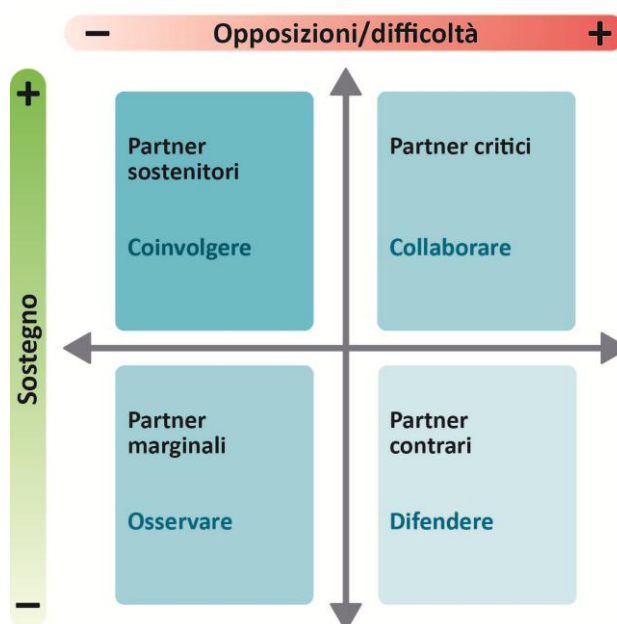 − Opposizioni/difficoltà +
+
Sostegno
−
Partner
sostenitori
Coinvolgere
Partner critici
Collaborare
Partner
marginali
Osservare
Partner
contrari
Difendere